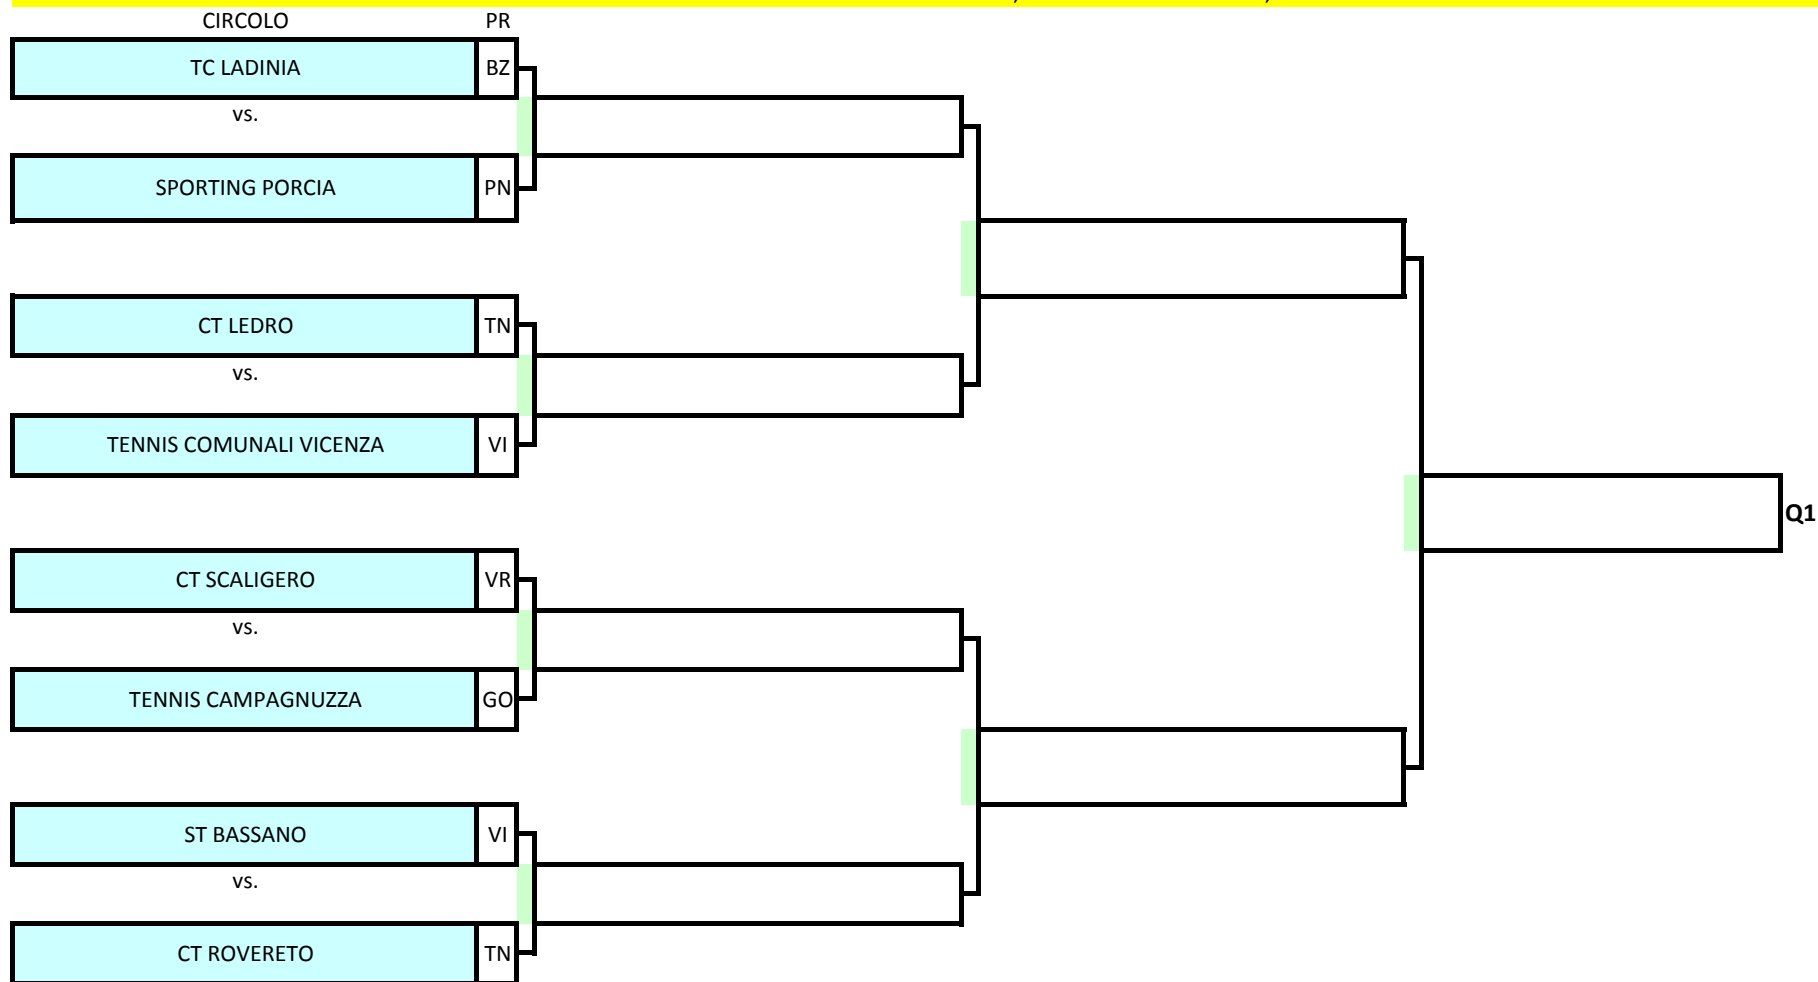 CIRCOLO PR
TC LADINIA BZ
vs.
SPORTING PORCIA PN
CT LEDRO TN
vs.
TENNIS COMUNALI VICENZA VI
Q1
CT SCALIGERO VR
vs.
TENNIS CAMPAGNUZZA GO
ST BASSANO VI
vs.
CT ROVERETO TN